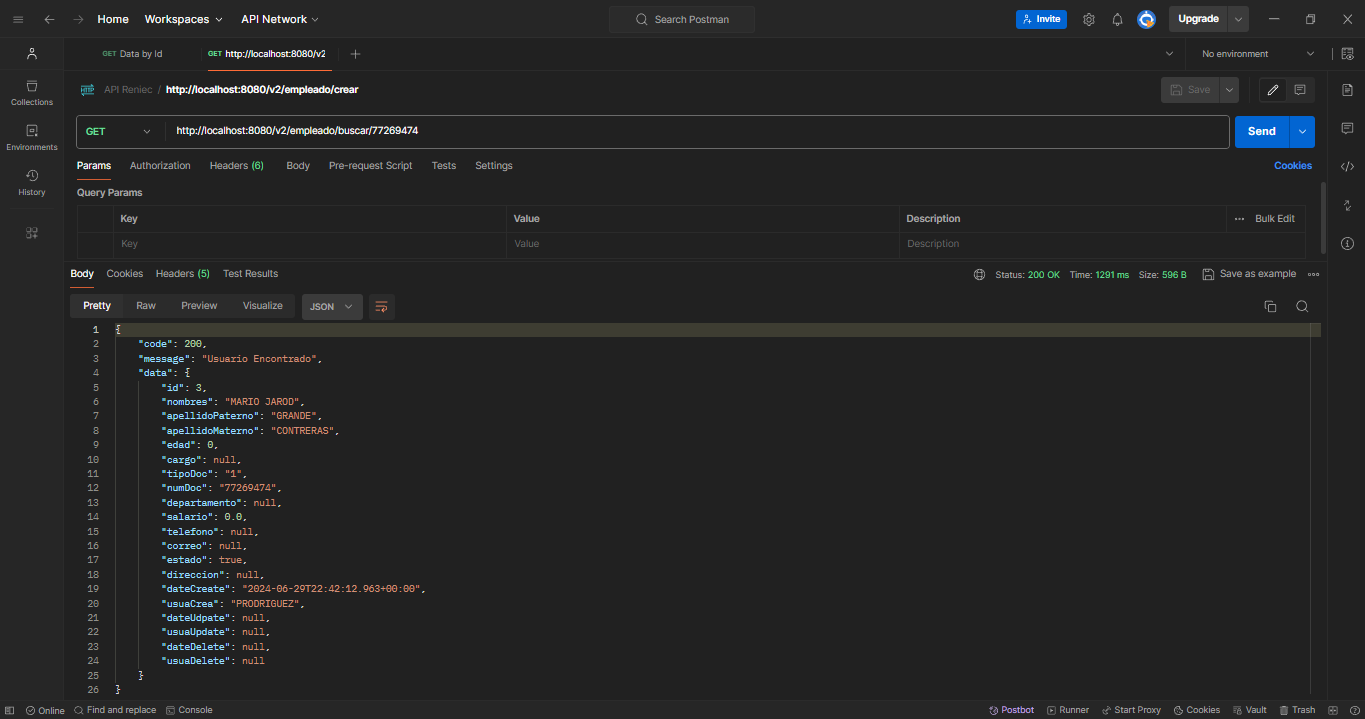 Home Workspaces API Network Search Postman Invite Upgrade
GET Data by Id GET http://localhost:8080/v2 No environment
API Reniec / http://localhost:8080/v2/empleado/crear Save
Collections
GET http://localhost:8080/v2/empleado/buscar/77269474 Send
Environments
Params Authorization Headers (6) Body Pre-request Script Tests Settings Cookies
History
Query Params
Key Value Description Bulk Edit
Key Value Description
Body Cookies Headers (5) Test Results Status: 200 OK Time: 1291 ms Size: 596 B Save as example
Pretty Raw Preview Visualize JSON
1 {
2 "code": 200,
3 "message": "Usuario Encontrado",
4 "data": {
5 "id": 3,
6 "nombres": "MARIO JAROD",
7 "apellidoPaterno": "GRANDE",
8 "apellidoMaterno": "CONTRERAS",
9 "edad": 0,
10 "cargo": null,
11 "tipoDoc": "1",
12 "numDoc": "77269474",
13 "departamento": null,
14 "salario": 0.0,
15 "telefono": null,
16 "correo": null,
17 "estado": true,
18 "direccion": null,
19 "dateCreate": "2024-06-29T22:42:12.963+00:00",
20 "usuaCrea": "PRODRIGUEZ",
21 "dateUdpate": null,
22 "usuaUpdate": null,
23 "dateDelete": null,
24 "usuaDelete": null
25 }
26 }
Online Find and replace Console Postbot Runner Start Proxy Cookies Vault Trash